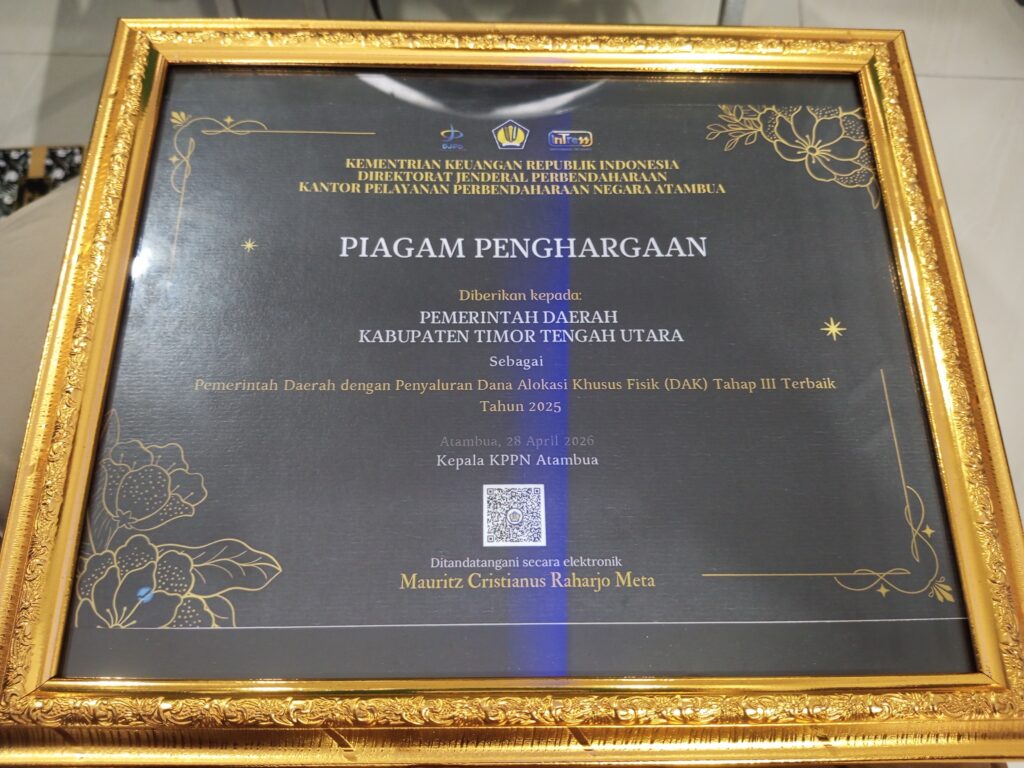 DJPb
InTress
KEMENTRIAN KEUANGAN REPUBLIK INDONESIA
DIREKTORAT JENDERAL PERBENDAHARAAN
KANTOR PELAYANAN PERBENDAHARAAN NEGARA ATAMBUA
PIAGAM PENGHARGAAN
Diberikan kepada:
PEMERINTAH DAERAH
KABUPATEN TIMOR TENGAH UTARA
Sebagai
Pemerintah Daerah dengan Penyaluran Dana Alokasi Khusus Fisik (DAK) Tahap III Terbaik
Tahun 2025
Atambua, 28 April 2026
Kepala KPPN Atambua
Ditandatangani secara elektronik
Mauritz Cristianus Raharjo Meta